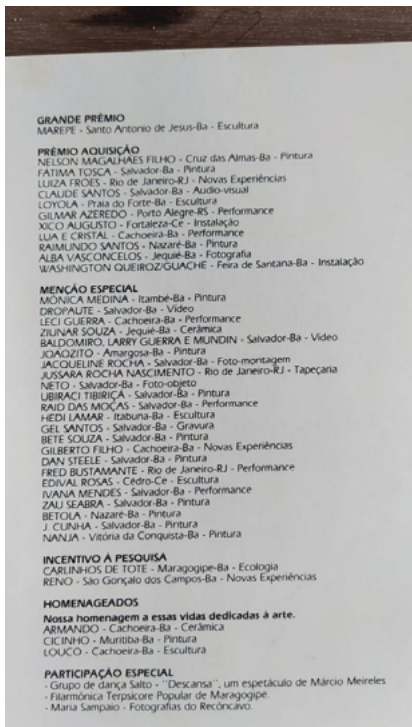 GRANDE PRÊMIO
MAREPE - Santo Antonio de Jesus-Ba - Escultura
PRÊMIO AQUISIÇÃO
NELSON MAGALHÃES FILHO - Cruz das Almas-Ba - Pintura
FATIMA TOSCA - Salvador-Ba - Pintura
LUIZA FROES - Rio de Janeiro-RJ - Novas Experiências
CLAUDE SANTOS - Salvador-Ba - Audio-visual
LOYOLA - Praia do Forte-Ba - Escultura
GILMAR AZEREDO - Porto Alegre-RS - Performance
XICO AUGUSTO - Fortaleza-Ce - Instalação
LUA E CRISTAL - Cachoeira-Ba - Performance
RAIMUNDO SANTOS - Nazaré-Ba - Pintura
ALBA VASCONCELOS - Jequié-Ba - Fotografia
WASHINGTON QUEIROZ/GUACHE - Feira de Santana-Ba - Instalação
MENÇÃO ESPECIAL
MÔNICA MEDINA - Itambé-Ba - Pintura
DROPAUTE - Salvador-Ba - Vídeo
LECI GUERRA - Cachoeira-Ba - Performance
ZILINAR SOUZA - Jequié-Ba - Cerâmica
BALDOMIRO, LARRY GUERRA E MUNDIN - Salvador-Ba - Vídeo
JOÃOZITO - Amargosa-Ba - Pintura
JACQUELINE ROCHA - Salvador-Ba - Foto-montagem
JUSSARA ROCHA NASCIMENTO - Rio de Janeiro-RJ - Tapeçaria
NETO - Salvador-Ba - Foto-objeto
UBIRACI TIBIRIÇÁ - Salvador-Ba - Pintura
RAID DAS MOÇAS - Salvador-Ba - Performance
HEDI LAMAR - Itabuna-Ba - Escultura
GEL SANTOS - Salvador-Ba - Gravura
BETE SOUZA - Salvador-Ba - Pintura
GILBERTO FILHO - Cachoeira-Ba - Novas Experiências
DAN STEELE - Salvador-Ba - Pintura
FRED BUSTAMANTE - Rio de Janeiro-RJ - Performance
EDIVAL ROSAS - Cedro-Ce - Escultura
IVANA MENDES - Salvador-Ba - Performance
ZAU SEABRA - Salvador-Ba - Pintura
BETOLA - Nazaré-Ba - Pintura
J. CUNHA - Salvador-Ba - Pintura
NANJA - Vitória da Conquista-Ba - Pintura
INCENTIVO À PESQUISA
CARLINHOS DE TOTE - Maragogipe-Ba - Ecologia
RENO - São Gonçalo dos Campos-Ba - Novas Experiências
HOMENAGEADOS
Nossa homenagem a essas vidas dedicadas à arte.
ARMANDO - Cachoeira-Ba - Cerâmica
CICINHO - Muritiba-Ba - Pintura
LOUCO - Cachoeira-Ba - Escultura
PARTICIPAÇÃO ESPECIAL
- Grupo de dança Salto - "Descansa", um espetáculo de Márcio Meireles
- Filarmônica Terpsicore Popular de Maragogipe.
- Maria Sampaio - Fotografias do Recôncavo.